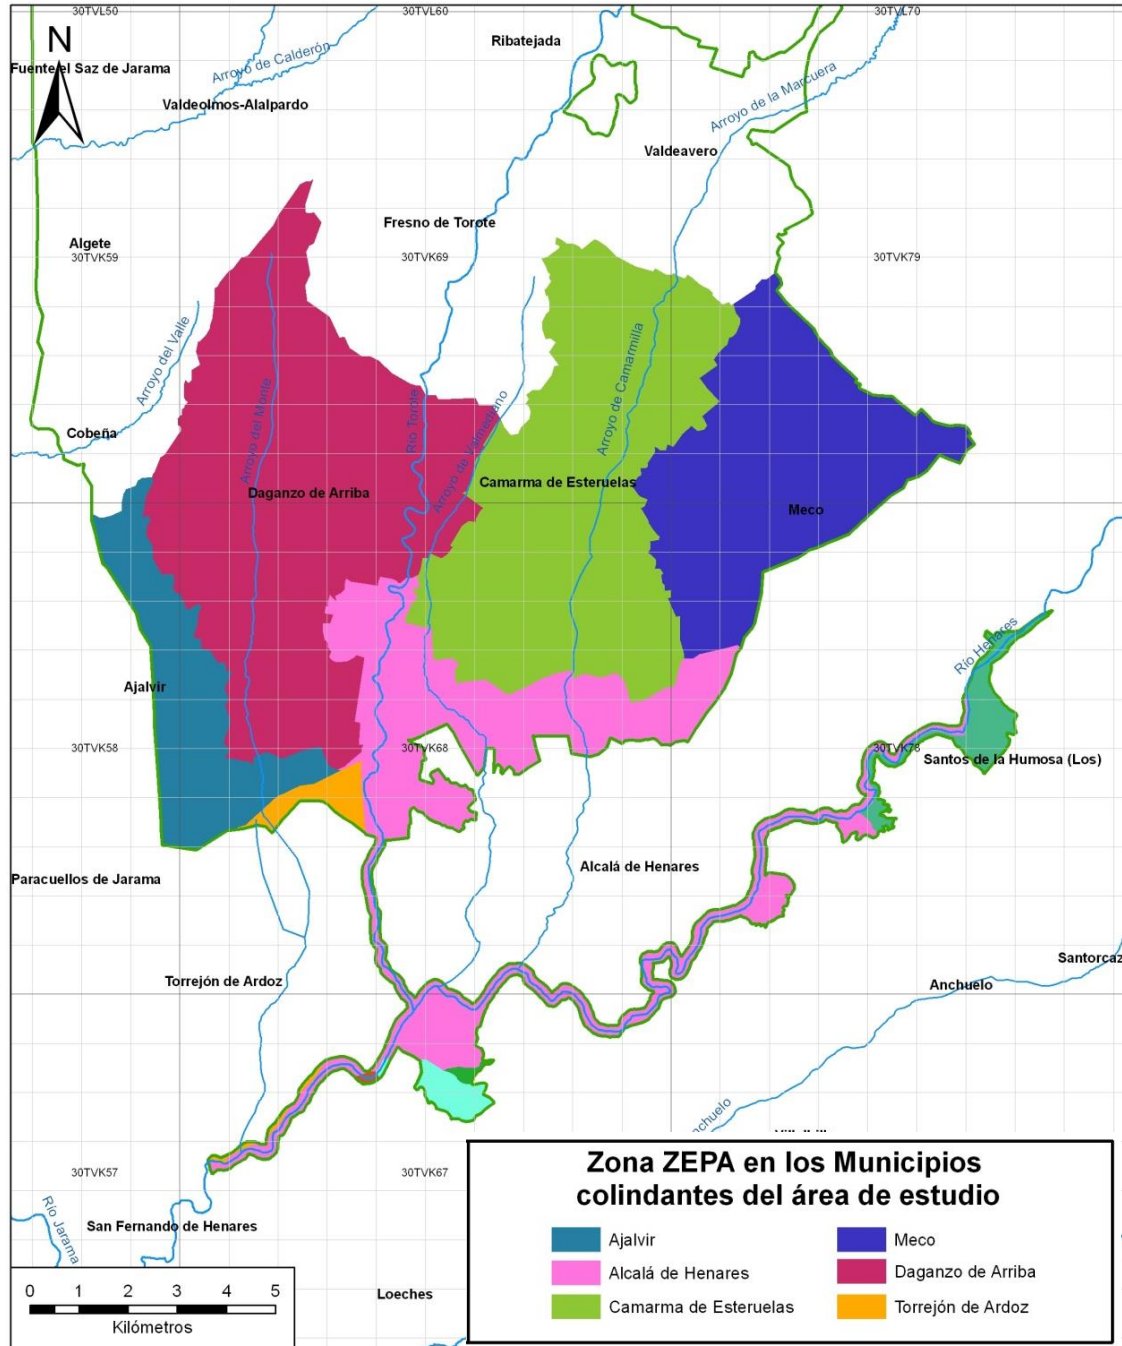 30TVL50
30TVL60
30TVL70
N
Ribatejada
Fuente el Saz de Jarama
Arroyo de Calderón
Valdeolmos-Alalpardo
Arroyo de la Marcuera
Valdeavero
Fresno de Torote
Algete
30TVK59
30TVK69
30TVK79
Arroyo del Valle
Arroyo del Monte
Río Torote
Arroyo de Valmediano
Arroyo de Camarmilla
Cobeña
Daganzo de Arriba
Camarma de Esteruelas
Meco
Río Henares
Ajalvir
30TVK58
30TVK68
30TVK78
Santos de la Humosa (Los)
Paracuellos de Jarama
Alcalá de Henares
Torrejón de Ardoz
Anchuelo
Santorcaz
nchuelo
30TVK57
30TVK67
Río Jarama
San Fernando de Henares
Loeches
0 1 2 3 4 5
Kilómetros
Zona ZEPA en los Municipios
colindantes del área de estudio
Ajalvir
Meco
Alcalá de Henares
Daganzo de Arriba
Camarma de Esteruelas
Torrejón de Ardoz